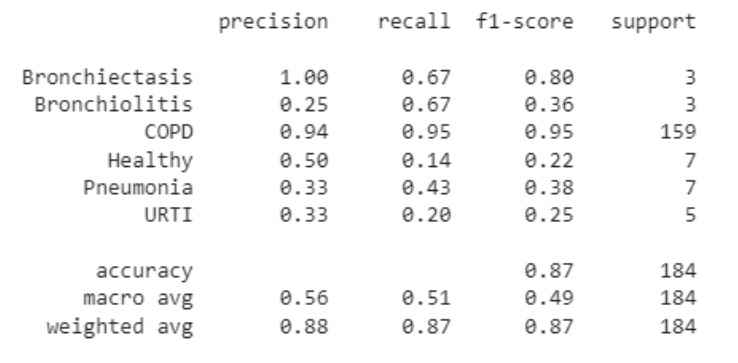 precision recall f1-score support
Bronchiectasis 1.00 0.67 0.80 3
Bronchiolitis 0.25 0.67 0.36 3
COPD 0.94 0.95 0.95 159
Healthy 0.50 0.14 0.22 7
Pneumonia 0.33 0.43 0.38 7
URTI 0.33 0.20 0.25 5
accuracy 0.87 184
macro avg 0.56 0.51 0.49 184
weighted avg 0.88 0.87 0.87 184